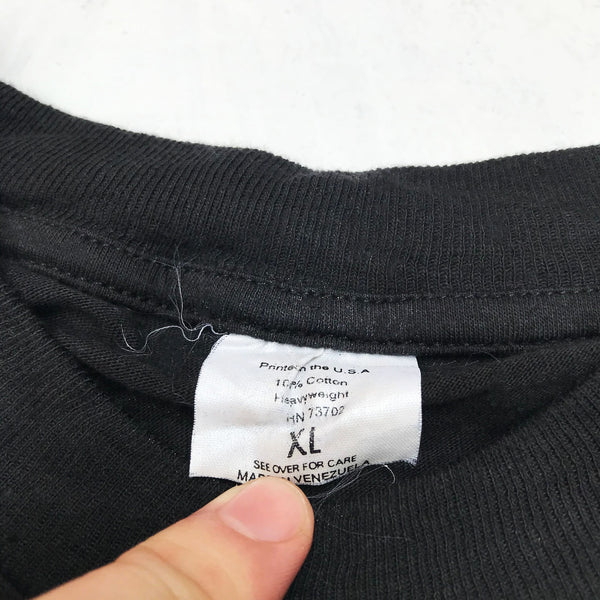 Printed in the U.S.A
100% Cotton
Heavyweight
RN 73702
XL
SEE OVER FOR CARE
MADE IN VENEZUELA